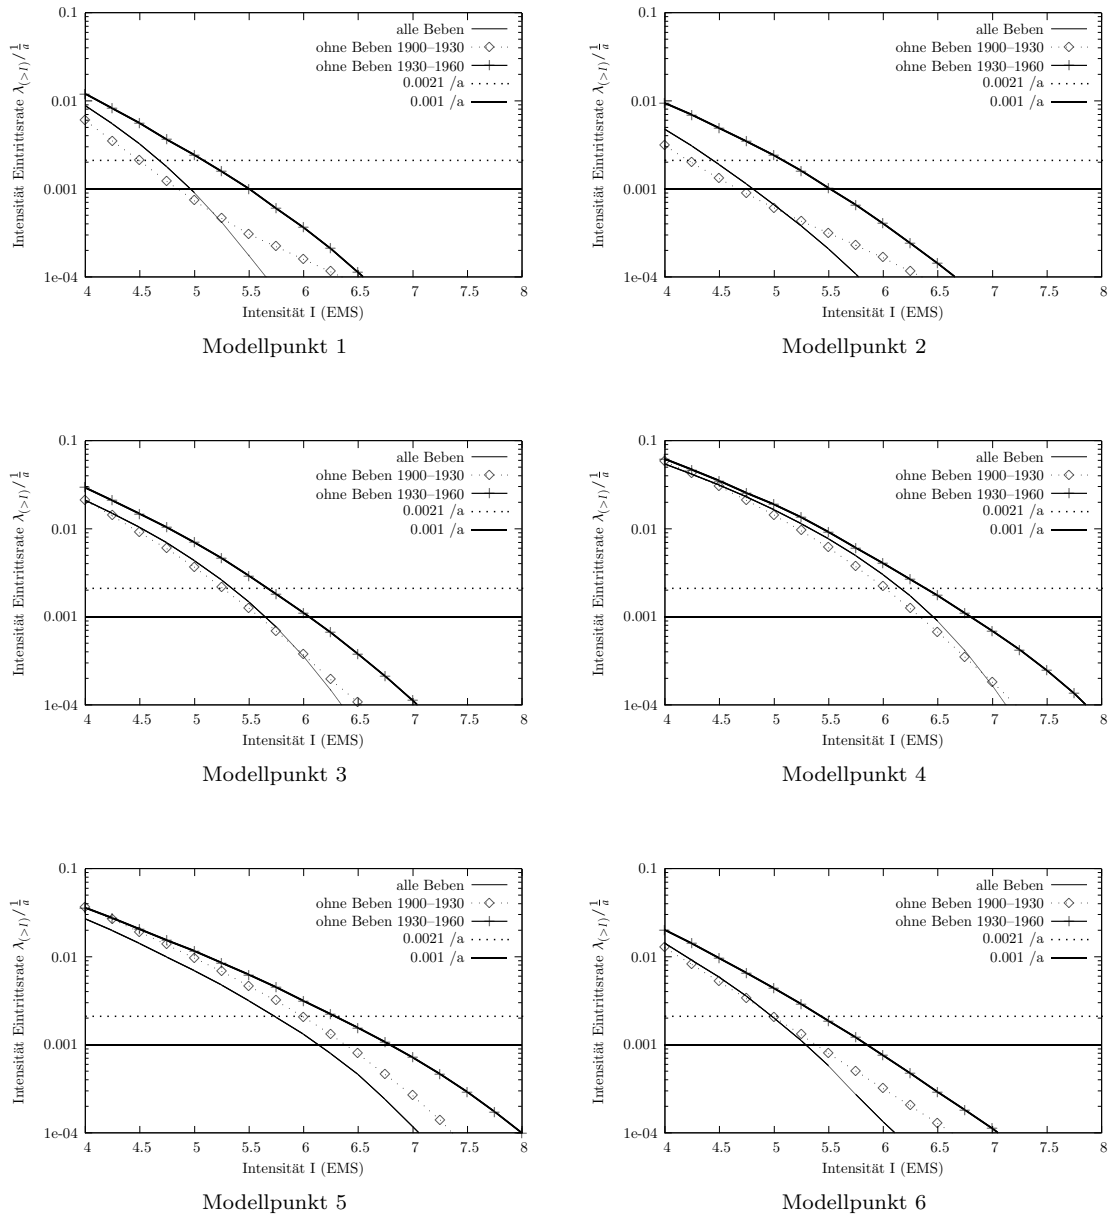 0.1
0.01
0.001
1e-04
4 4.5 5 5.5 6 6.5 7 7.5 8
Intensität Eintrittsrate λ(>I)/ 1/a
Intensität I (EMS)
alle Beben
ohne Beben 1900–1930
ohne Beben 1930–1960
0.0021 /a
0.001 /a
Modellpunkt 1
0.1
0.01
0.001
1e-04
4 4.5 5 5.5 6 6.5 7 7.5 8
Intensität Eintrittsrate λ(>I)/ 1/a
Intensität I (EMS)
alle Beben
ohne Beben 1900–1930
ohne Beben 1930–1960
0.0021 /a
0.001 /a
Modellpunkt 2
0.1
0.01
0.001
1e-04
4 4.5 5 5.5 6 6.5 7 7.5 8
Intensität Eintrittsrate λ(>I)/ 1/a
Intensität I (EMS)
alle Beben
ohne Beben 1900–1930
ohne Beben 1930–1960
0.0021 /a
0.001 /a
Modellpunkt 3
0.1
0.01
0.001
1e-04
4 4.5 5 5.5 6 6.5 7 7.5 8
Intensität Eintrittsrate λ(>I)/ 1/a
Intensität I (EMS)
alle Beben
ohne Beben 1900–1930
ohne Beben 1930–1960
0.0021 /a
0.001 /a
Modellpunkt 4
0.1
0.01
0.001
1e-04
4 4.5 5 5.5 6 6.5 7 7.5 8
Intensität Eintrittsrate λ(>I)/ 1/a
Intensität I (EMS)
alle Beben
ohne Beben 1900–1930
ohne Beben 1930–1960
0.0021 /a
0.001 /a
Modellpunkt 5
0.1
0.01
0.001
1e-04
4 4.5 5 5.5 6 6.5 7 7.5 8
Intensität Eintrittsrate λ(>I)/ 1/a
Intensität I (EMS)
alle Beben
ohne Beben 1900–1930
ohne Beben 1930–1960
0.0021 /a
0.001 /a
Modellpunkt 6